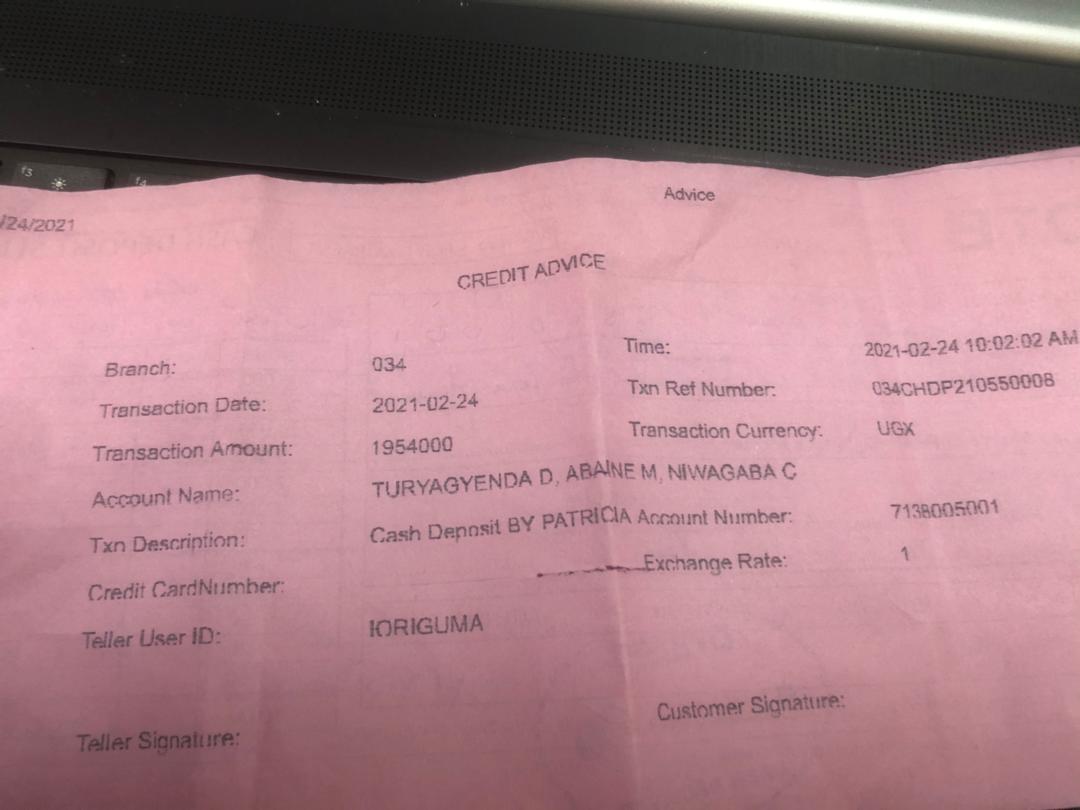 f3
f4
/24/2021
Advice
CREDIT ADVICE
Branch: 034 Time: 2021-02-24 10:02:02 AM
Transaction Date: 2021-02-24 Txn Ref Number: 034CHDP210550008
Transaction Amount: 1954000 Transaction Currency: UGX
Account Name: TURYAGYENDA D, ABAINE M, NIWAGABA C
Txn Description: Cash Deposit BY PATRICIA Account Number: 7138005001
Credit CardNumber: Exchange Rate: 1
Teller User ID: IORIGUMA
Teller Signature: Customer Signature: